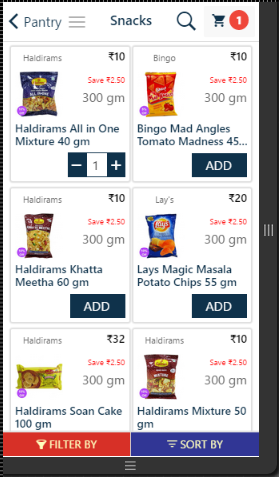 Pantry
Snacks
1
Haldirams
₹10
Save ₹2.50
300 gm
Haldirams All in One
Mixture 40 gm
1
Bingo
₹10
Save ₹2.50
300 gm
Bingo Mad Angles
Tomato Madness 45...
ADD
Haldirams
₹10
Save ₹2.50
300 gm
Haldirams Khatta
Meetha 60 gm
ADD
Lay's
₹20
Save ₹2.50
300 gm
Lays Magic Masala
Potato Chips 55 gm
ADD
Haldirams
₹32
Save ₹2.50
300 gm
Haldirams Soan Cake
100 gm
Haldirams
₹10
Save ₹2.50
300 gm
Haldirams Mixture 50
gm
FILTER BY
SORT BY